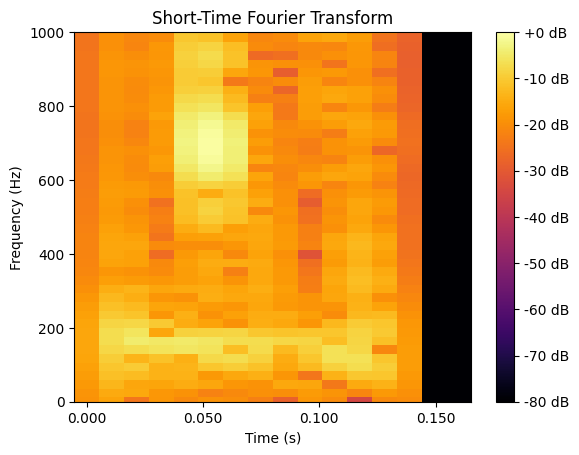 Short-Time Fourier Transform
1000
800
600
400
200
0
Frequency (Hz)
0.000
0.050
0.100
0.150
Time (s)
+0 dB
-10 dB
-20 dB
-30 dB
-40 dB
-50 dB
-60 dB
-70 dB
-80 dB